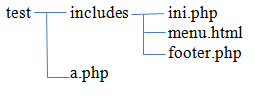 test includes ini.php
menu.html
footer.php
a.php